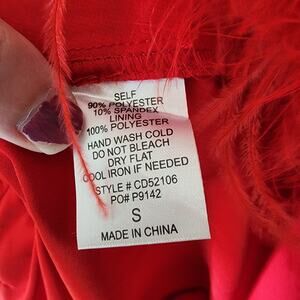 SELF
90% POLYESTER
10% SPANDEX
LINING
100% POLYESTER
HAND WASH COLD
DO NOT BLEACH
DRY FLAT
COOL IRON IF NEEDED
STYLE # CD52106
PO# P9142
S
MADE IN CHINA